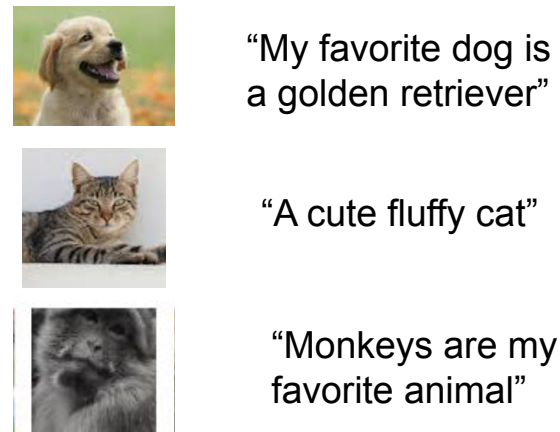 “My favorite dog is
a golden retriever”
“A cute fluffy cat”
“Monkeys are my
favorite animal”